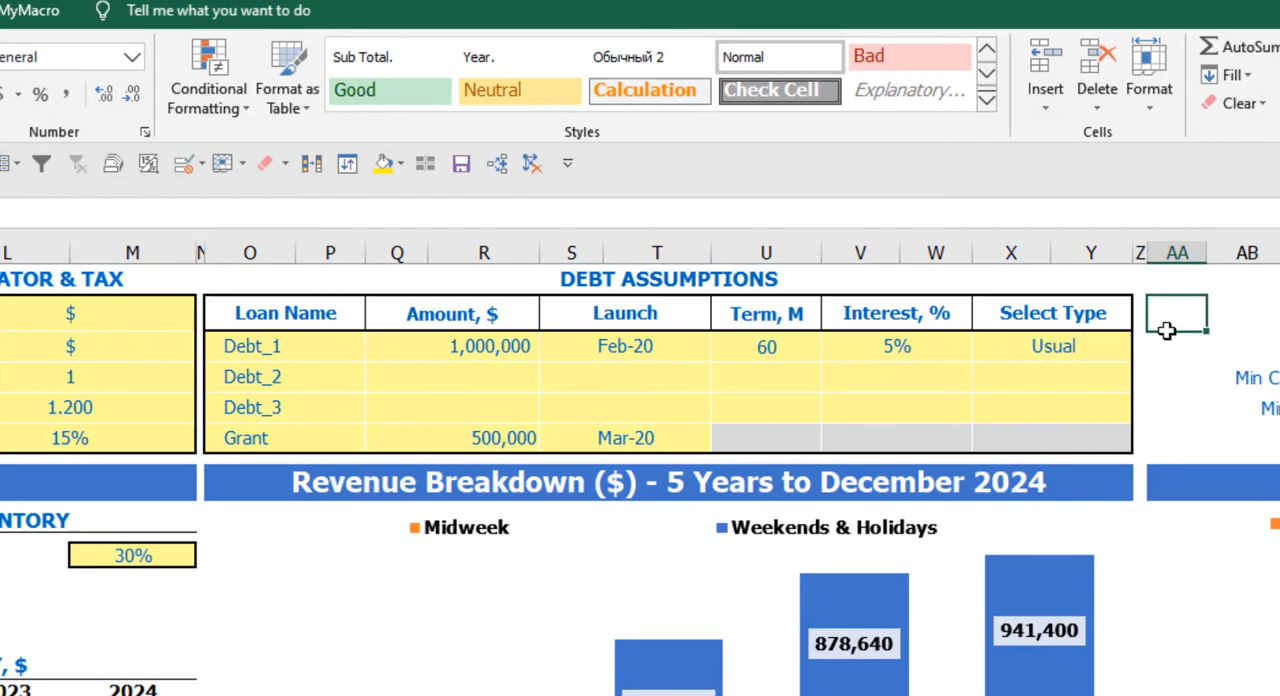 MyMacro Tell me what you want to do
eneral
Conditional Formatting
Format as Table
Sub Total. Year. Обычный 2 Normal Bad
Good Neutral Calculation Check Cell Explanatory...
Insert Delete Format
AutoSum
Fill
Clear
$ % ,
Number Styles Cells
L M N O P Q R S T U V W X Y Z AA AB
ATOR & TAX DEBT ASSUMPTIONS
$ Loan Name Amount, $ Launch Term, M Interest, % Select Type
$ Debt_1 1,000,000 Feb-20 60 5% Usual
1 Debt_2 Min C
1.200 Debt_3 Mi
15% Grant 500,000 Mar-20
Revenue Breakdown ($) - 5 Years to December 2024
NTORY Midweek Weekends & Holidays
30%
878,640 941,400
, $
2024